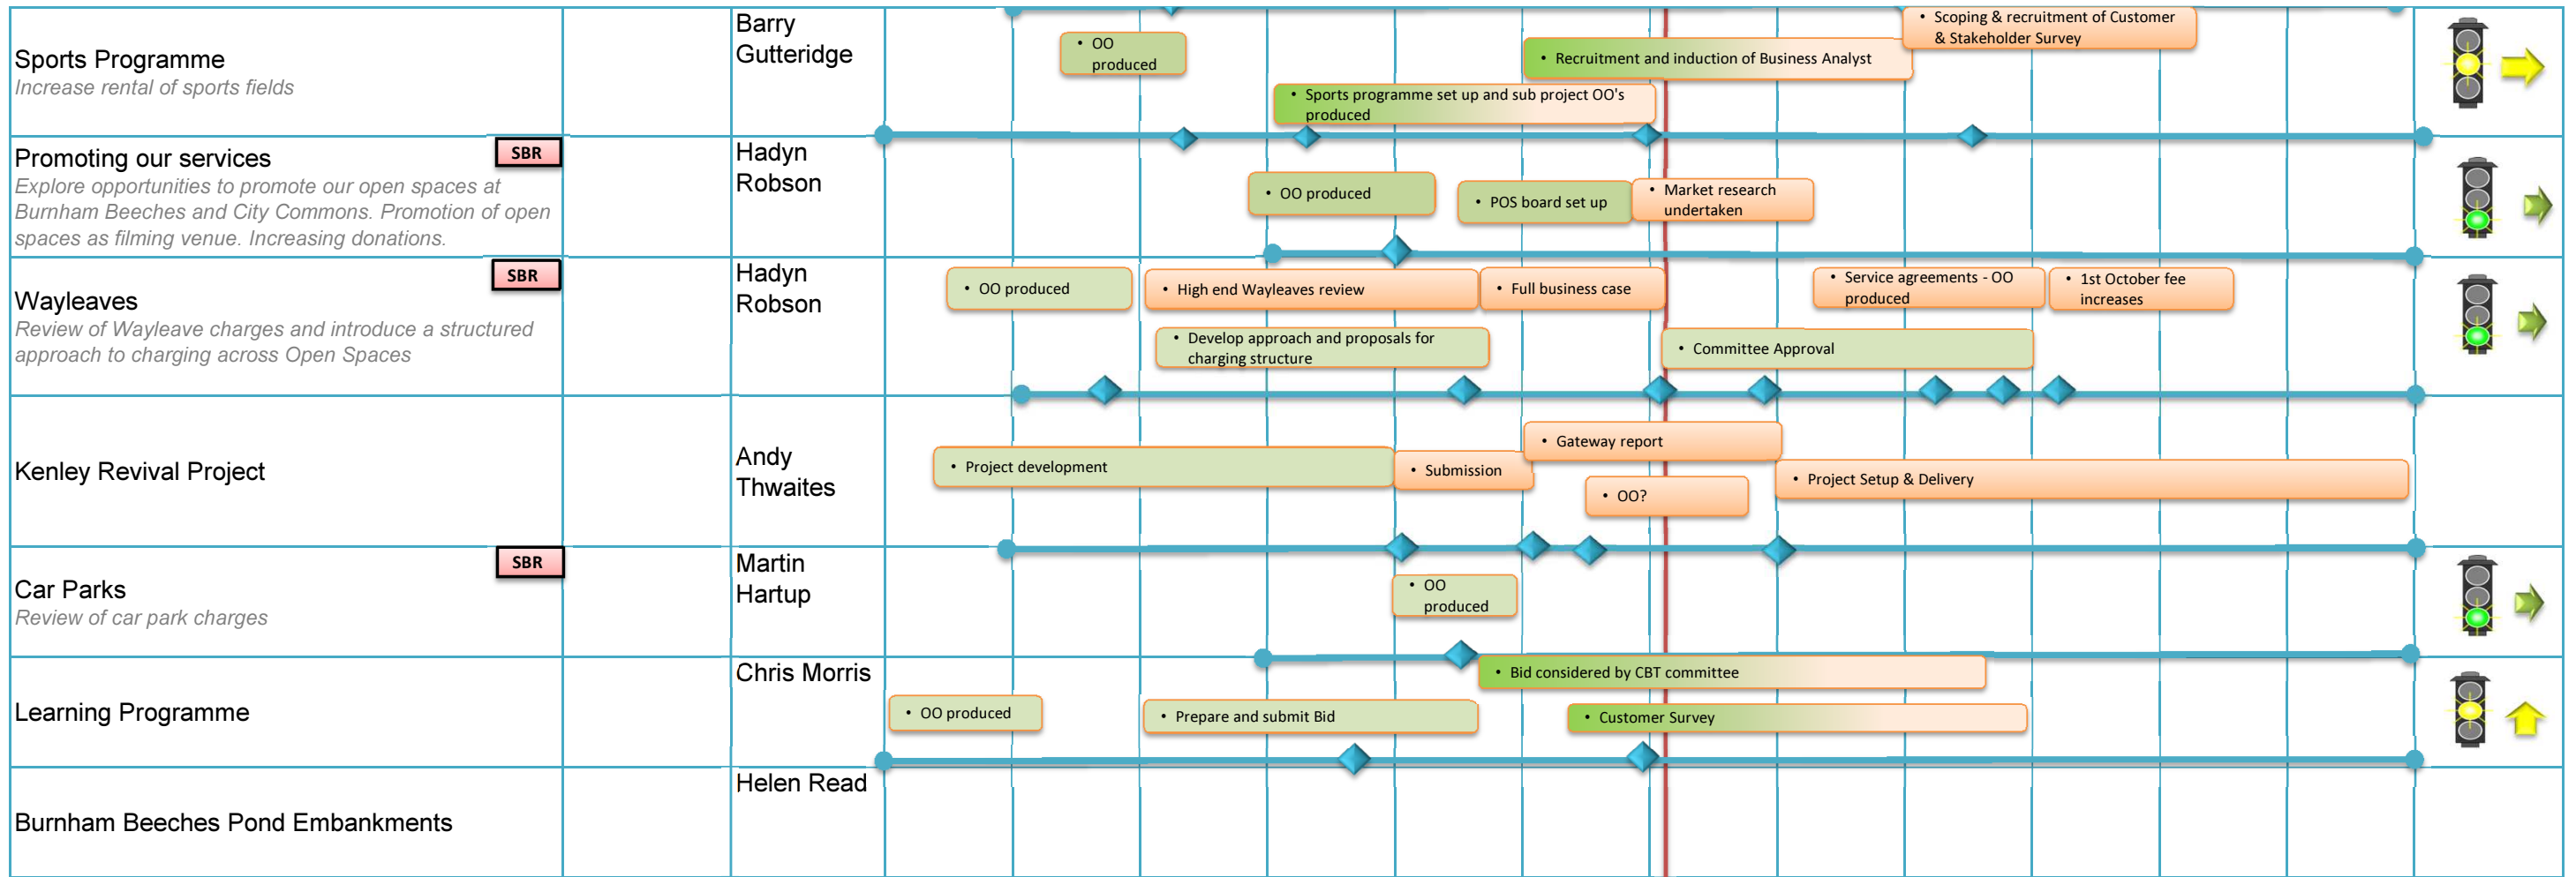 Sports Programme
Increase rental of sports fields
Barry
Gutteridge
• OO
produced
• Sports programme set up and sub project OO's
produced
• Recruitment and induction of Business Analyst
• Scoping & recruitment of Customer
& Stakeholder Survey
Promoting our services
SBR
Explore opportunities to promote our open spaces at
Burnham Beeches and City Commons. Promotion of open
spaces as filming venue. Increasing donations.
Hadyn
Robson
• OO produced
• POS board set up
• Market research
undertaken
Wayleaves
SBR
Review of Wayleave charges and introduce a structured
approach to charging across Open Spaces
Hadyn
Robson
• OO produced
• High end Wayleaves review
• Full business case
• Service agreements - OO
produced
• 1st October fee
increases
• Develop approach and proposals for
charging structure
• Committee Approval
Kenley Revival Project
Andy
Thwaites
• Project development
• Submission
• Gateway report
• OO?
• Project Setup & Delivery
Car Parks
SBR
Review of car park charges
Martin
Hartup
• OO
produced
Learning Programme
Chris Morris
• OO produced
• Prepare and submit Bid
• Bid considered by CBT committee
• Customer Survey
Burnham Beeches Pond Embankments
Helen Read